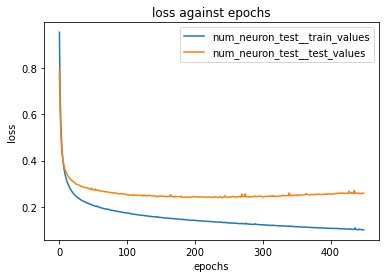 loss against epochs
num_neuron_test__train_values
num_neuron_test__test_values
loss
0.8
0.6
0.4
0.2
0
100
200
300
400
epochs